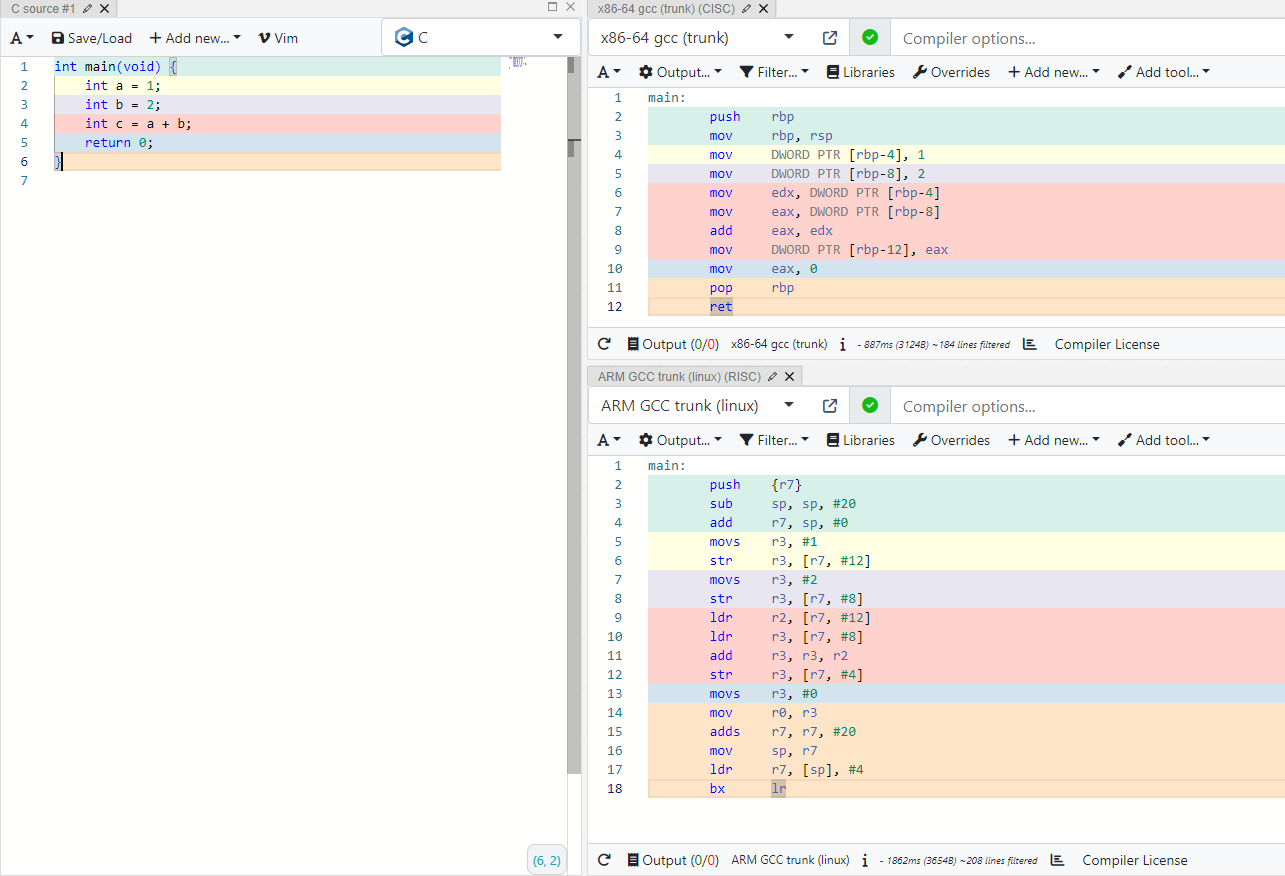 C source #1
A Save/Load + Add new... Vim
C
1 int main(void) {
2 int a = 1;
3 int b = 2;
4 int c = a + b;
5 return 0;
6 }
7
(6, 2)
x86-64 gcc (trunk) (CISC)
x86-64 gcc (trunk) Compiler options...
A Output... Filter... Libraries Overrides + Add new... Add tool...
1 main:
2 push rbp
3 mov rbp, rsp
4 mov DWORD PTR [rbp-4], 1
5 mov DWORD PTR [rbp-8], 2
6 mov edx, DWORD PTR [rbp-4]
7 mov eax, DWORD PTR [rbp-8]
8 add eax, edx
9 mov DWORD PTR [rbp-12], eax
10 mov eax, 0
11 pop rbp
12 ret
Output (0/0) x86-64 gcc (trunk) i - 887ms (3124B) ~184 lines filtered Compiler License
ARM GCC trunk (linux) (RISC)
ARM GCC trunk (linux) Compiler options...
A Output... Filter... Libraries Overrides + Add new... Add tool...
1 main:
2 push {r7}
3 sub sp, sp, #20
4 add r7, sp, #0
5 movs r3, #1
6 str r3, [r7, #12]
7 movs r3, #2
8 str r3, [r7, #8]
9 ldr r2, [r7, #12]
10 ldr r3, [r7, #8]
11 add r3, r3, r2
12 str r3, [r7, #4]
13 movs r3, #0
14 mov r0, r3
15 adds r7, r7, #20
16 mov sp, r7
17 ldr r7, [sp], #4
18 bx lr
Output (0/0) ARM GCC trunk (linux) i - 1862ms (3654B) ~208 lines filtered Compiler License